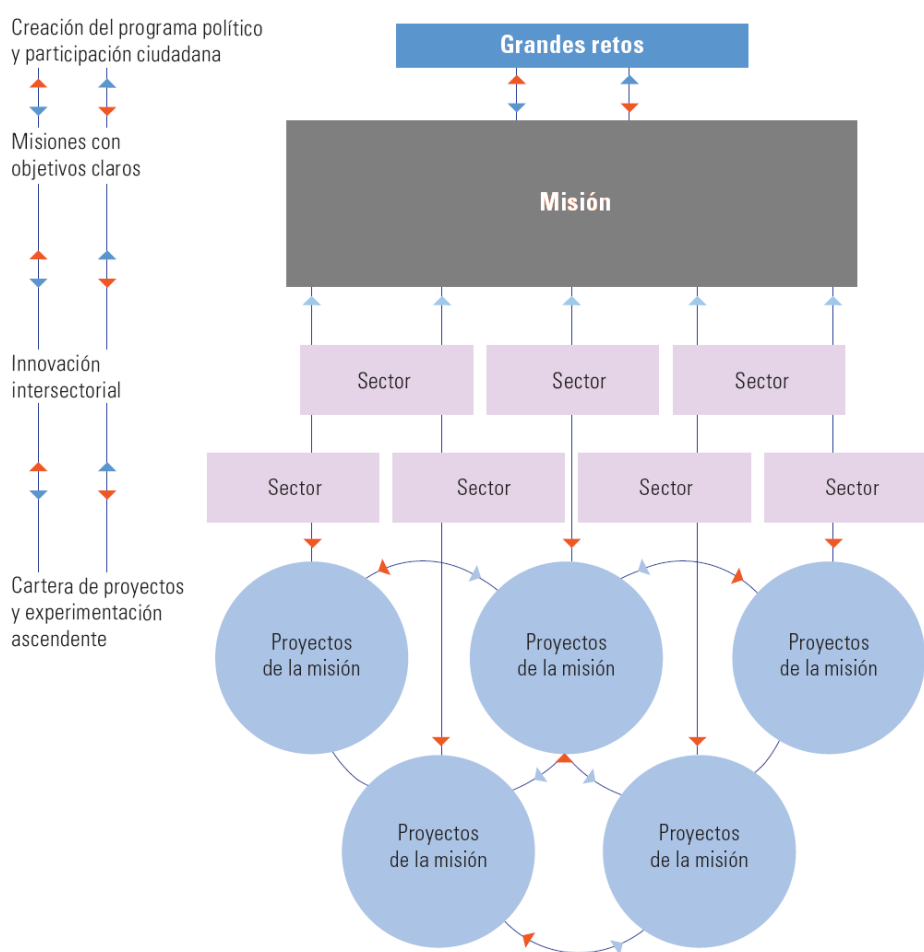 Creación del programa político
y participación ciudadana
Grandes retos
Misiones con
objetivos claros
Misión
Innovación
intersectorial
Sector
Sector
Sector
Sector
Sector
Sector
Sector
Cartera de proyectos
y experimentación
ascendente
Proyectos
de la misión
Proyectos
de la misión
Proyectos
de la misión
Proyectos
de la misión
Proyectos
de la misión